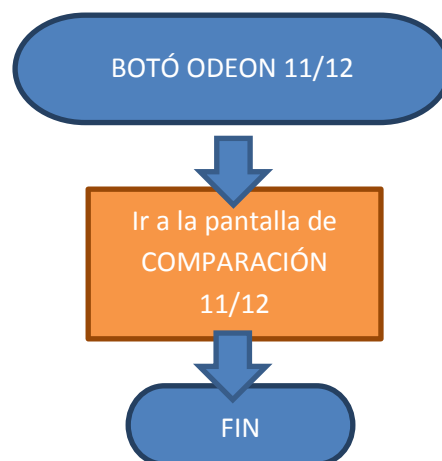 BOTÓ ODEON 11/12
Ir a la pantalla de
COMPARACIÓN
11/12
FIN